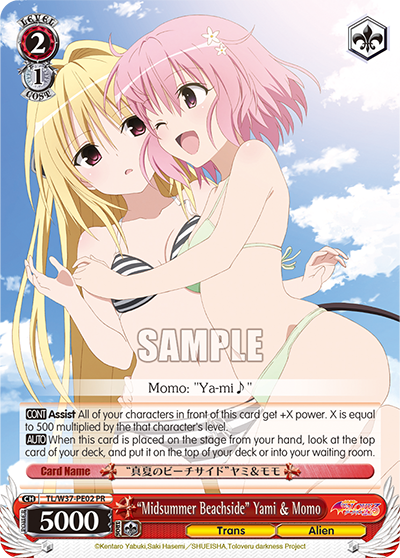 LEVEL
2
1
COST
SAMPLE
Momo: "Ya-mi♪"
CONT Assist All of your characters in front of this card get +X power. X is equal
to 500 multiplied by the that character's level.
AUTO When this card is placed on the stage from your hand, look at the top
card of your deck, and put it on the top of your deck or into your waiting room.
Card Name
"真夏のビーチサイド"ヤミ&モモ
CH TL/W37-PE02 PR
"Midsummer Beachside" Yami & Momo
5000
Trans
Alien
©Kentaro Yabuki,Saki Hasemi／SHUEISHA,Toloveru darkness Project